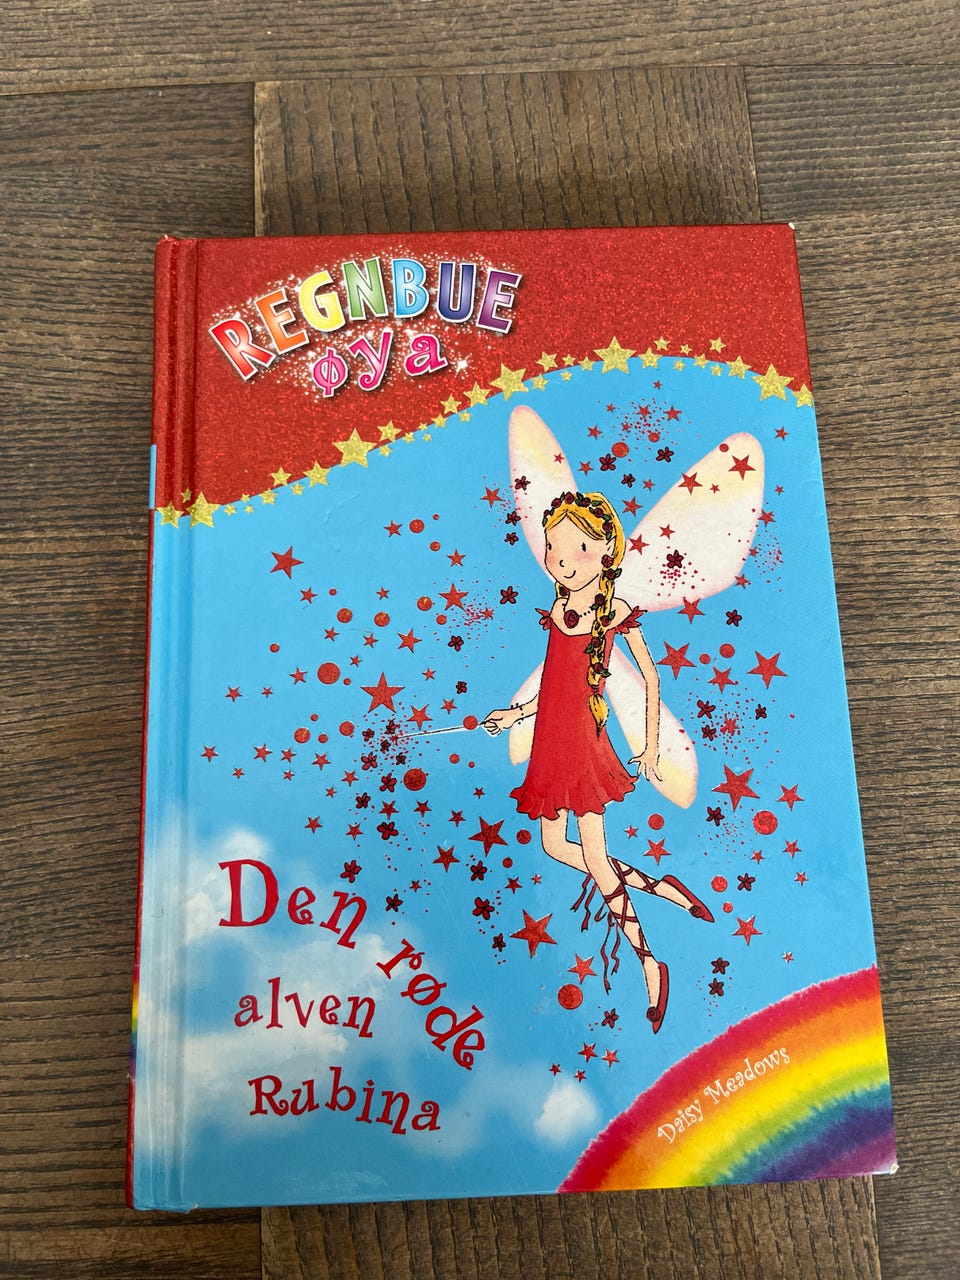 REGNBUE
øya
Den røde
alven
Rubina
Daisy Meadows